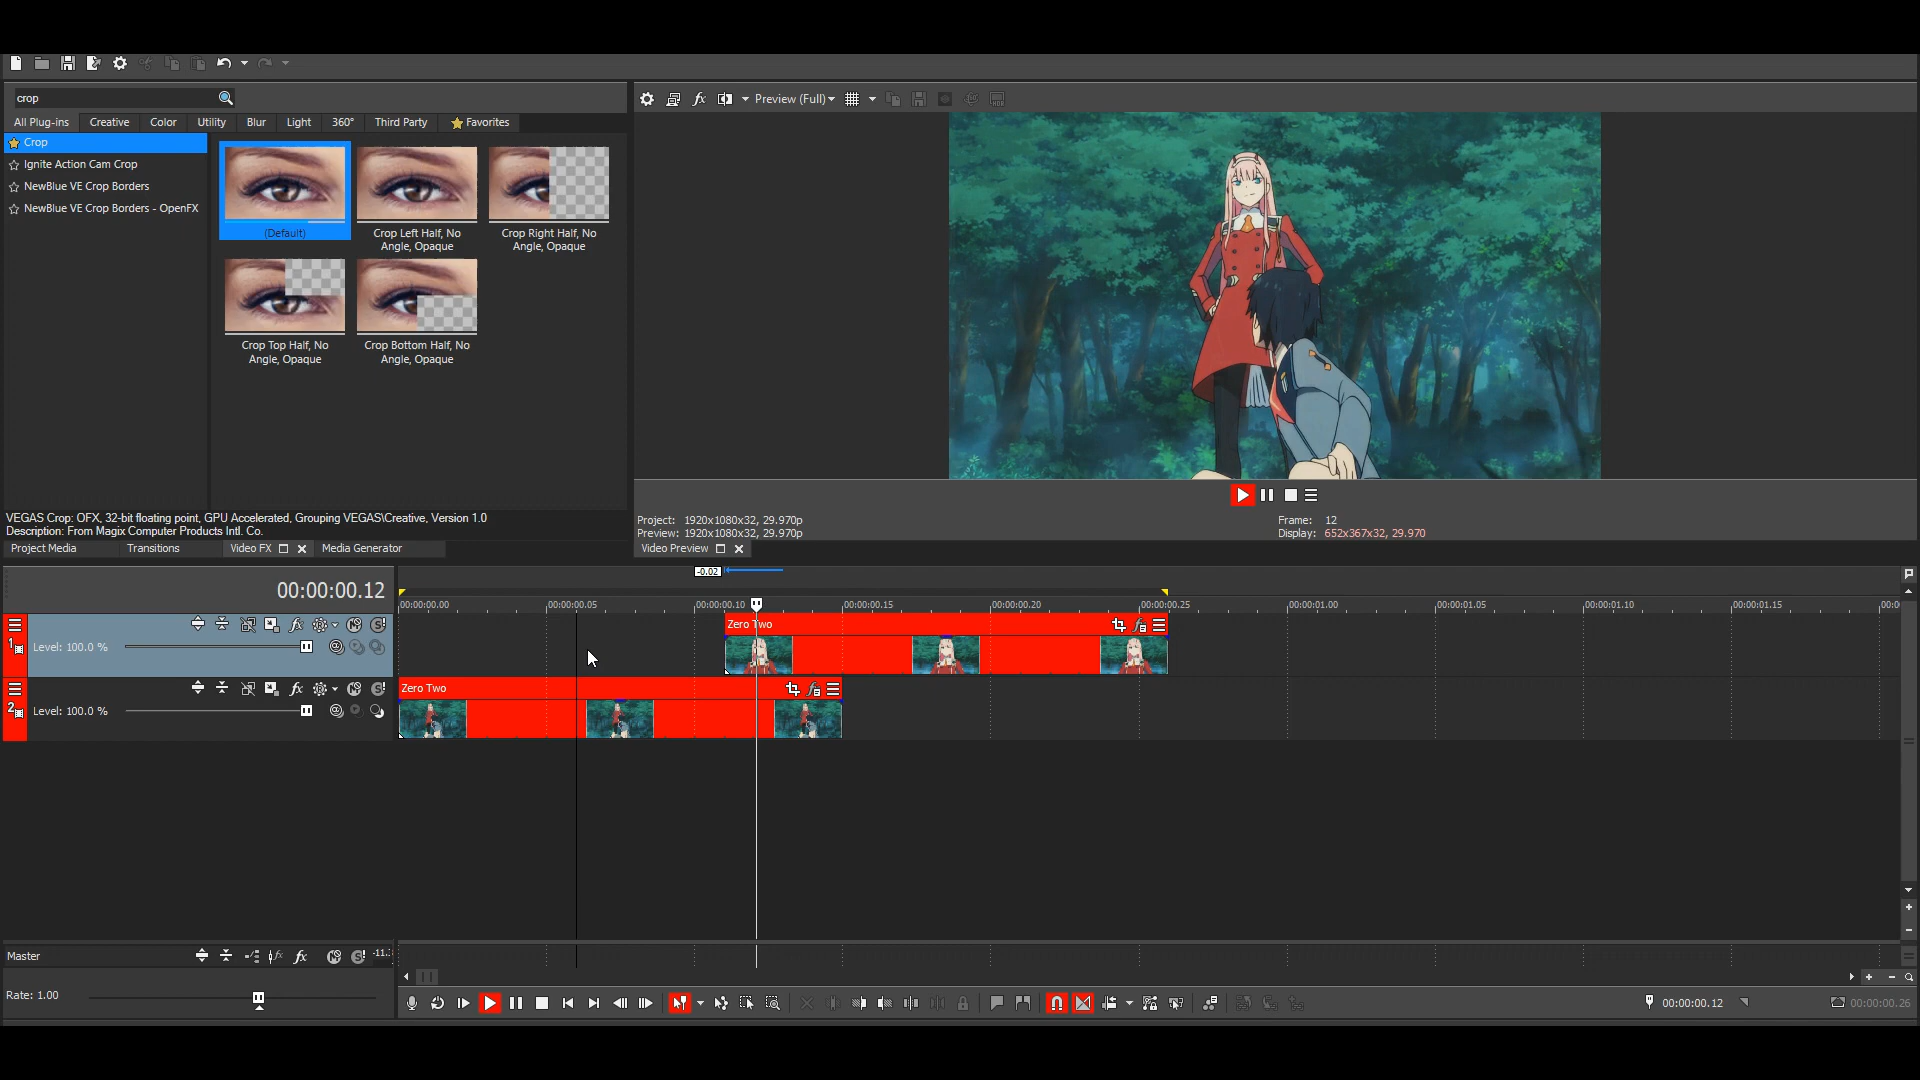 crop
Preview (Full)
All Plug-ins Creative Color Utility Blur Light 360° Third Party Favorites
Crop
Ignite Action Cam Crop
NewBlue VE Crop Borders
NewBlue VE Crop Borders - OpenFX
(Default)
Crop Left Half, No
Angle, Opaque
Crop Right Half, No
Angle, Opaque
Crop Top Half, No
Angle, Opaque
Crop Bottom Half, No
Angle, Opaque
VEGAS Crop: OFX, 32-bit floating point, GPU Accelerated, Grouping VEGAS\Creative, Version 1.0
Description: From Magix Computer Products Intl. Co.
Project: 1920x1080x32, 29.970p
Preview: 1920x1080x32, 29.970p
Frame: 12
Display: 652x367x32, 29.970
Project Media Transitions Video FX Media Generator
Video Preview
-0.02
00:00:00.12
00:00:00.00 00:00:00.05 00:00:00.10 00:00:00.15 00:00:00.20 00:00:00.25 00:00:01.00 00:00:01.05 00:00:01.10 00:00:01.15 00:00
1 Level: 100.0 %
Zero Two
2 Level: 100.0 %
Zero Two
Master
Rate: 1.00
00:00:00.12
00:00:00.26